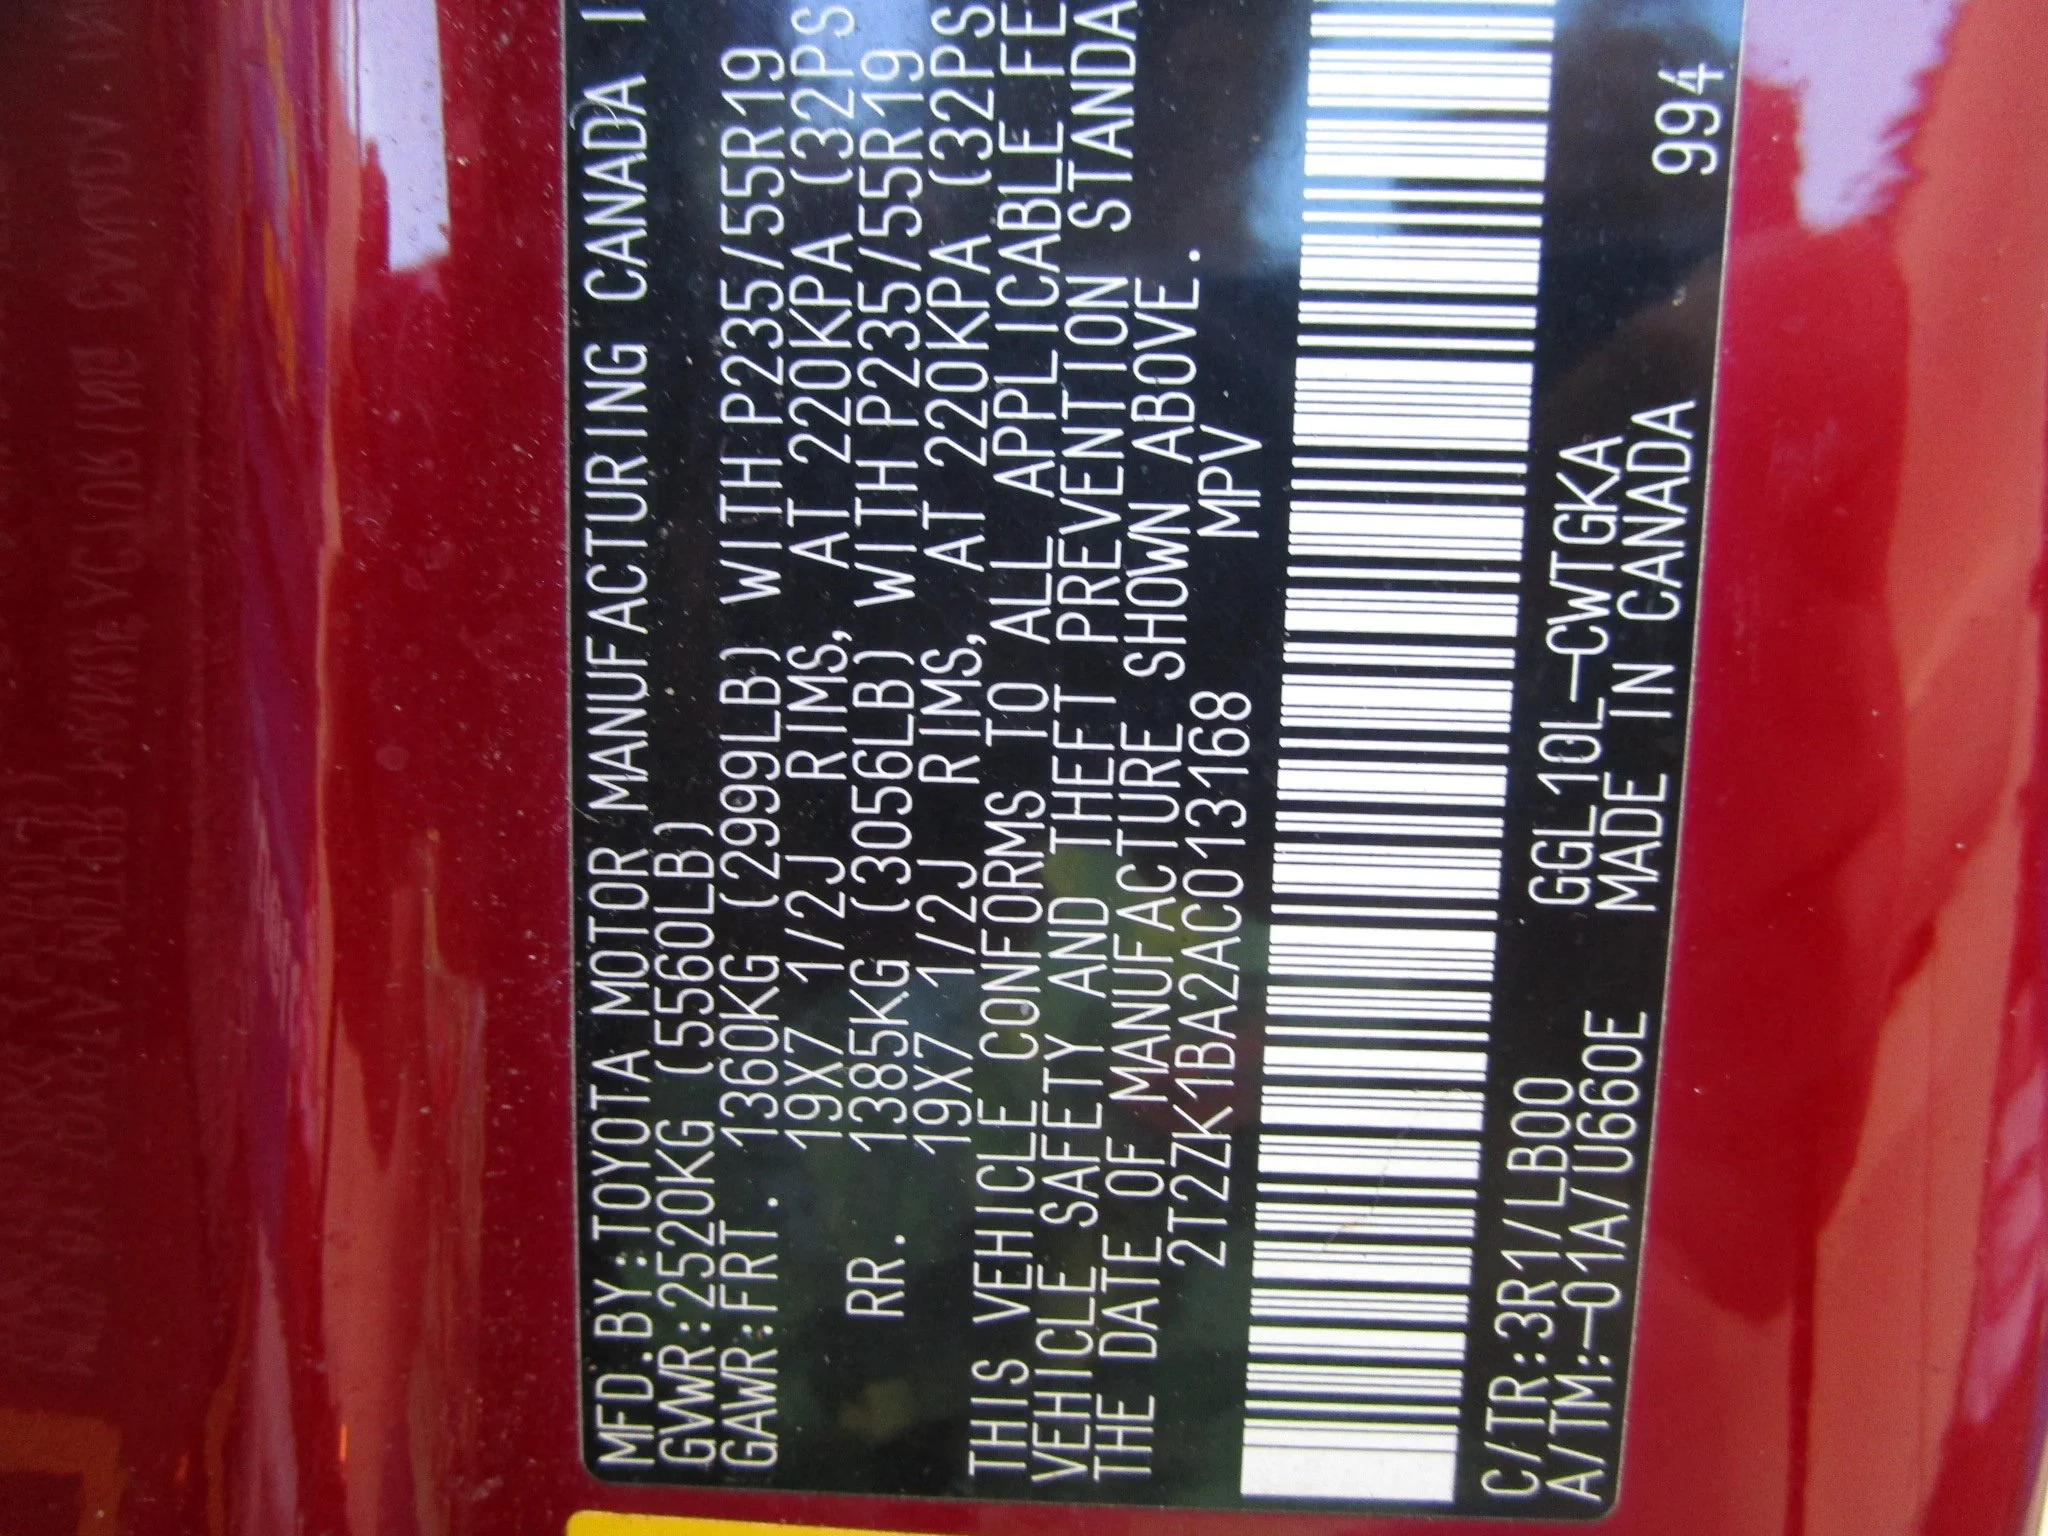 MFD.BY:TOYOTA MOTOR MANUFACTURING CANADA
GVWR:2520KG (5560LB)
GAWR:FRT. 1360KG (2999LB) WITH P235/55R19
19X7 1/2J RIMS, AT 220KPA (32PS
RR. 1385KG (3056LB) WITH P235/55R19
19X7 1/2J RIMS, AT 220KPA (32PS
THIS VEHICLE CONFORMS TO ALL APPLICABLE FE
VEHICLE SAFETY AND THEFT PREVENTION STANDA
THE DATE OF MANUFACTURE SHOWN ABOVE.
2T2ZK1BA2AC013168 MPV
C/TR:3R1/LB00 GGL10L-CWTGKA
A/TM:-01A/U660E MADE IN CANADA 994